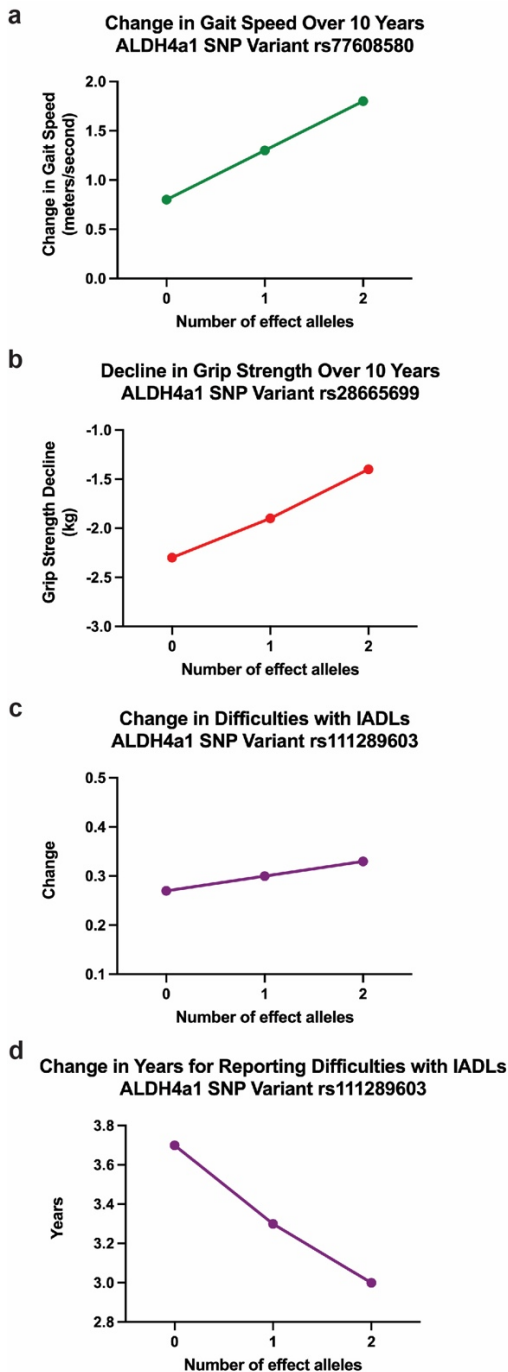 a
Change in Gait Speed Over 10 Years
ALDH4a1 SNP Variant rs77608580
Change in Gait Speed
(meters/second)
2.0
1.5
1.0
0.5
0.0
0 1 2
Number of effect alleles
b
Decline in Grip Strength Over 10 Years
ALDH4a1 SNP Variant rs28665699
Grip Strength Decline
(kg)
-1.0
-1.5
-2.0
-2.5
-3.0
0 1 2
Number of effect alleles
c
Change in Difficulties with IADLs
ALDH4a1 SNP Variant rs111289603
Change
0.5
0.4
0.3
0.2
0.1
0 1 2
Number of effect alleles
d
Change in Years for Reporting Difficulties with IADLs
ALDH4a1 SNP Variant rs111289603
Years
3.8
3.6
3.4
3.2
3.0
2.8
0 1 2
Number of effect alleles